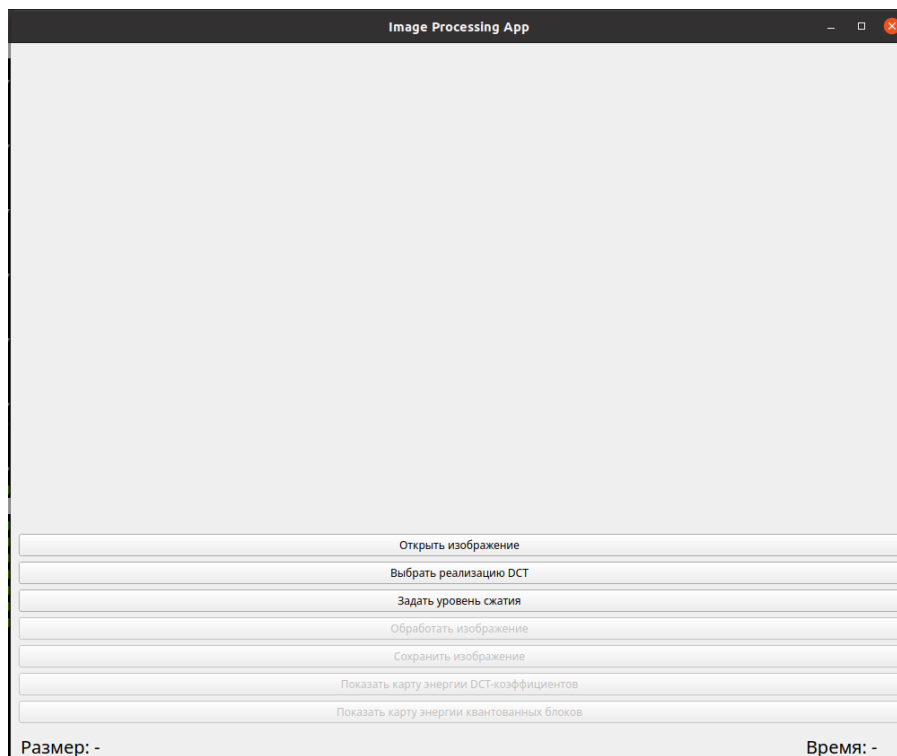 Image Processing App
Открыть изображение
Выбрать реализацию DCT
Задать уровень сжатия
Обработать изображение
Сохранить изображение
Показать карту энергии DCT-коэффициентов
Показать карту энергии квантованных блоков
Размер: - Время: -